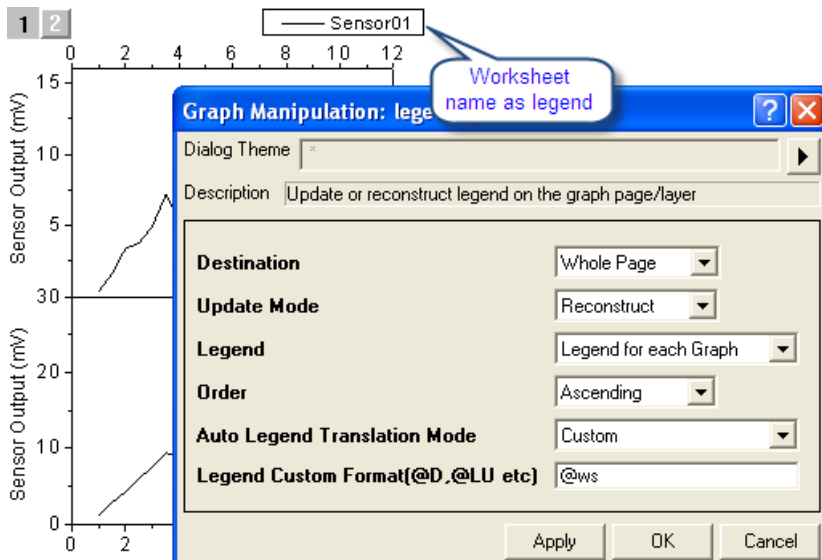 1 2
Sensor01
0 2 4 6 8 10 12
Worksheet
name as legend
15
10
5
30
20
10
0
0 2
Sensor Output (mV)
Sensor Output (mV)
Graph Manipulation: lege
Dialog Theme *
Description Update or reconstruct legend on the graph page/layer
Destination Whole Page
Update Mode Reconstruct
Legend Legend for each Graph
Order Ascending
Auto Legend Translation Mode Custom
Legend Custom Format(@D,@LU etc) @ws
Apply OK Cancel